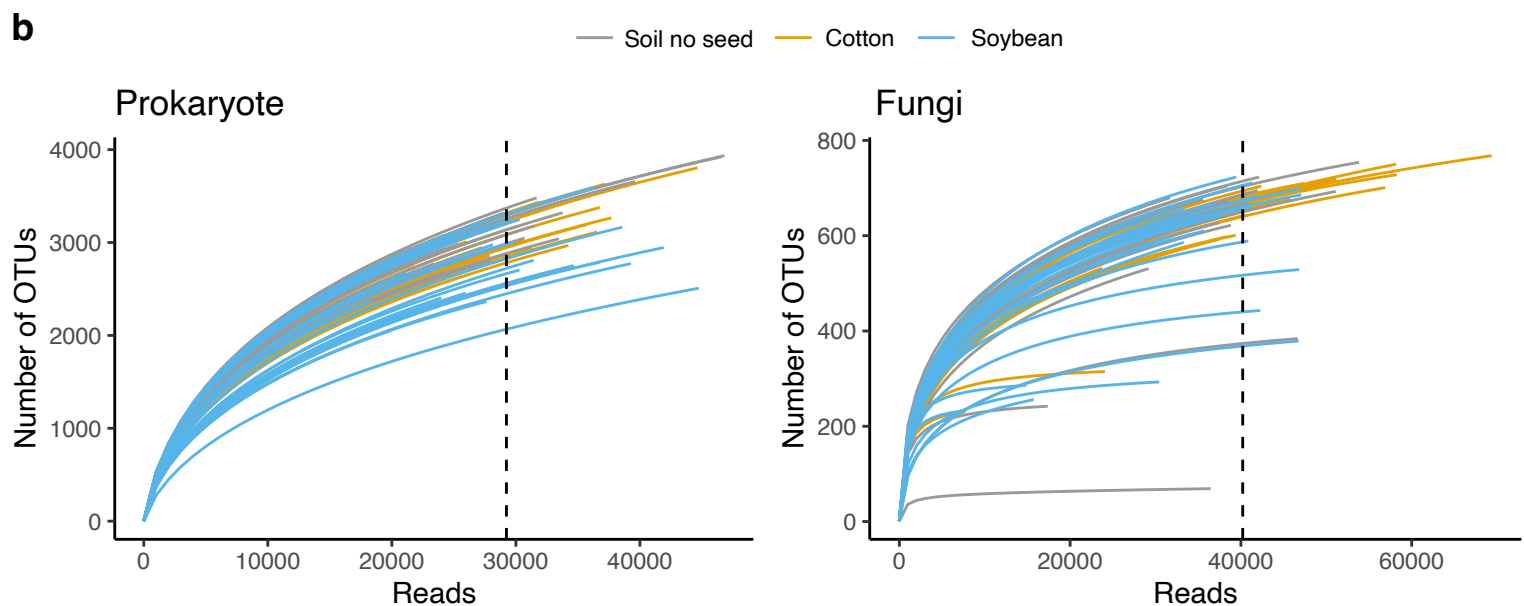 b
Soil no seed Cotton Soybean
Prokaryote
Number of OTUs
4000
3000
2000
1000
0
0 10000 20000 30000 40000
Reads
Fungi
Number of OTUs
800
600
400
200
0
0 20000 40000 60000
Reads